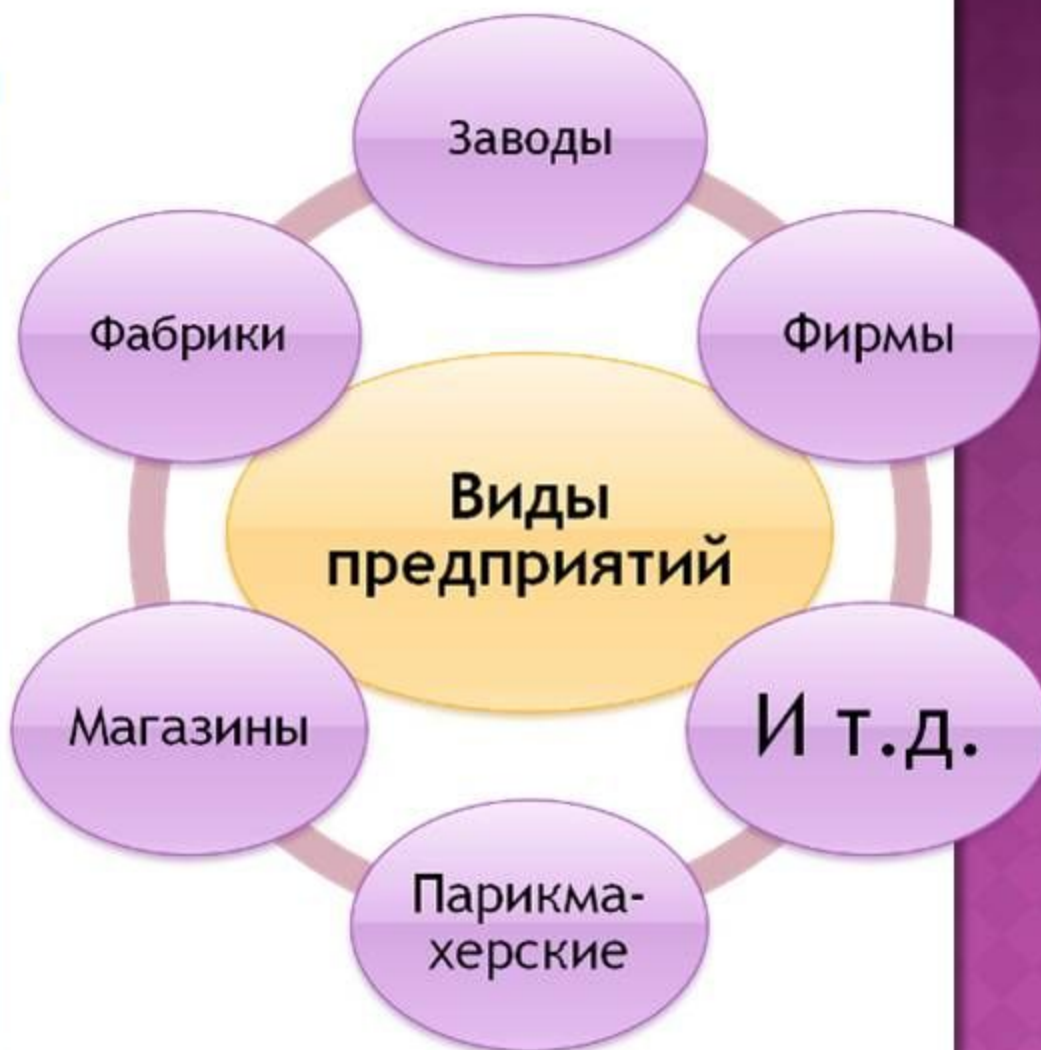 Заводы
Фабрики
Фирмы
Виды
предприятий
Магазины
И т.д.
Парикма-
херские